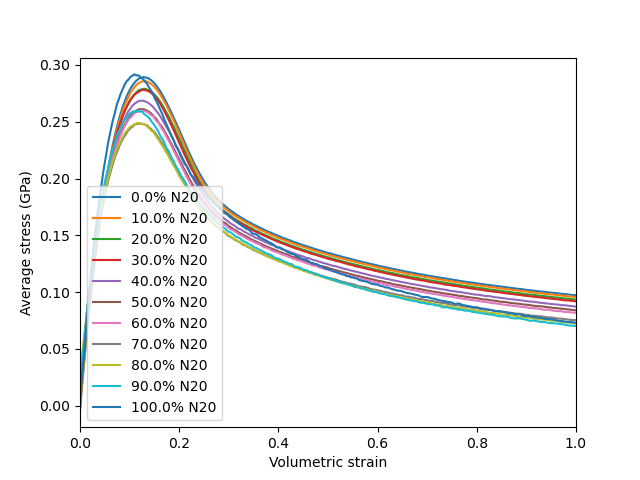 0.30
0.25
0.20
0.15
0.10
0.05
0.00
Average stress (GPa)
0.0% N20
10.0% N20
20.0% N20
30.0% N20
40.0% N20
50.0% N20
60.0% N20
70.0% N20
80.0% N20
90.0% N20
100.0% N20
0.0 0.2 0.4 0.6 0.8 1.0
Volumetric strain